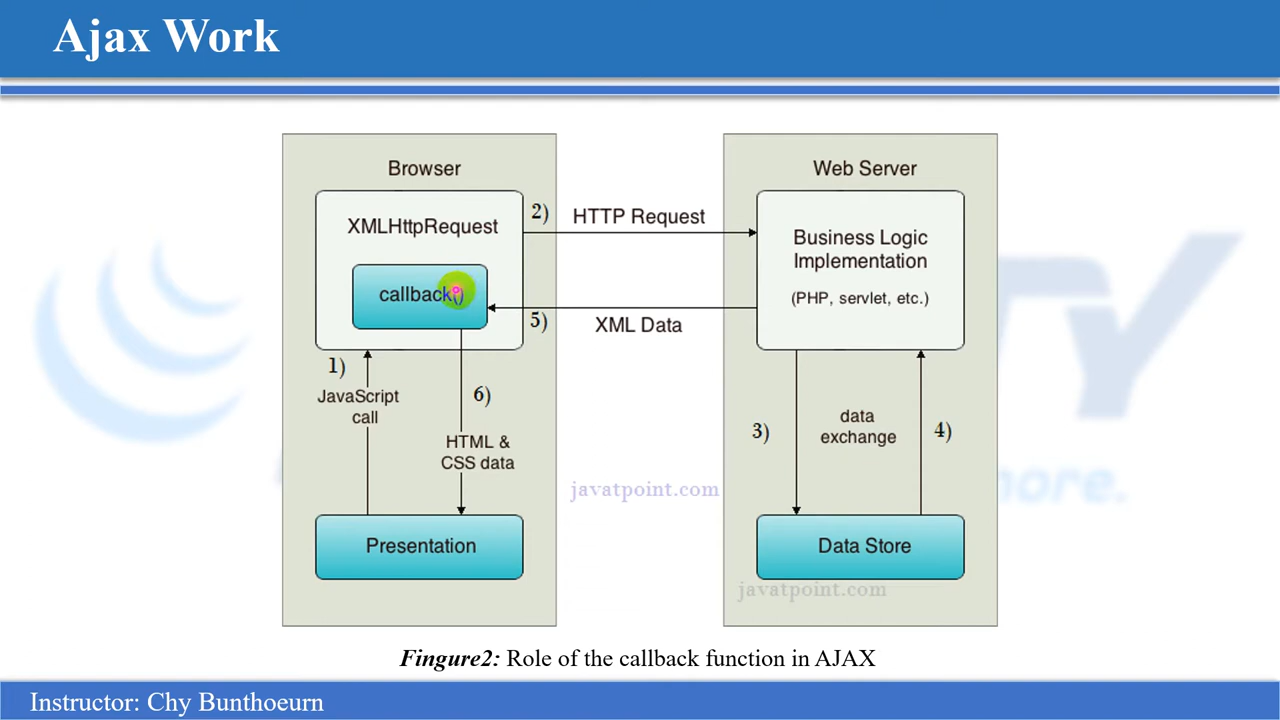 Ajax Work
Browser
Web Server
XMLHttpRequest
callback()
2)
HTTP Request
Business Logic
Implementation
(PHP, servlet, etc.)
5)
XML Data
1)
JavaScript
call
6)
HTML &
CSS data
3)
data
exchange
4)
javatpoint.com
Presentation
Data Store
javatpoint.com
Fingure2: Role of the callback function in AJAX
Instructor: Chy Bunthoeurn